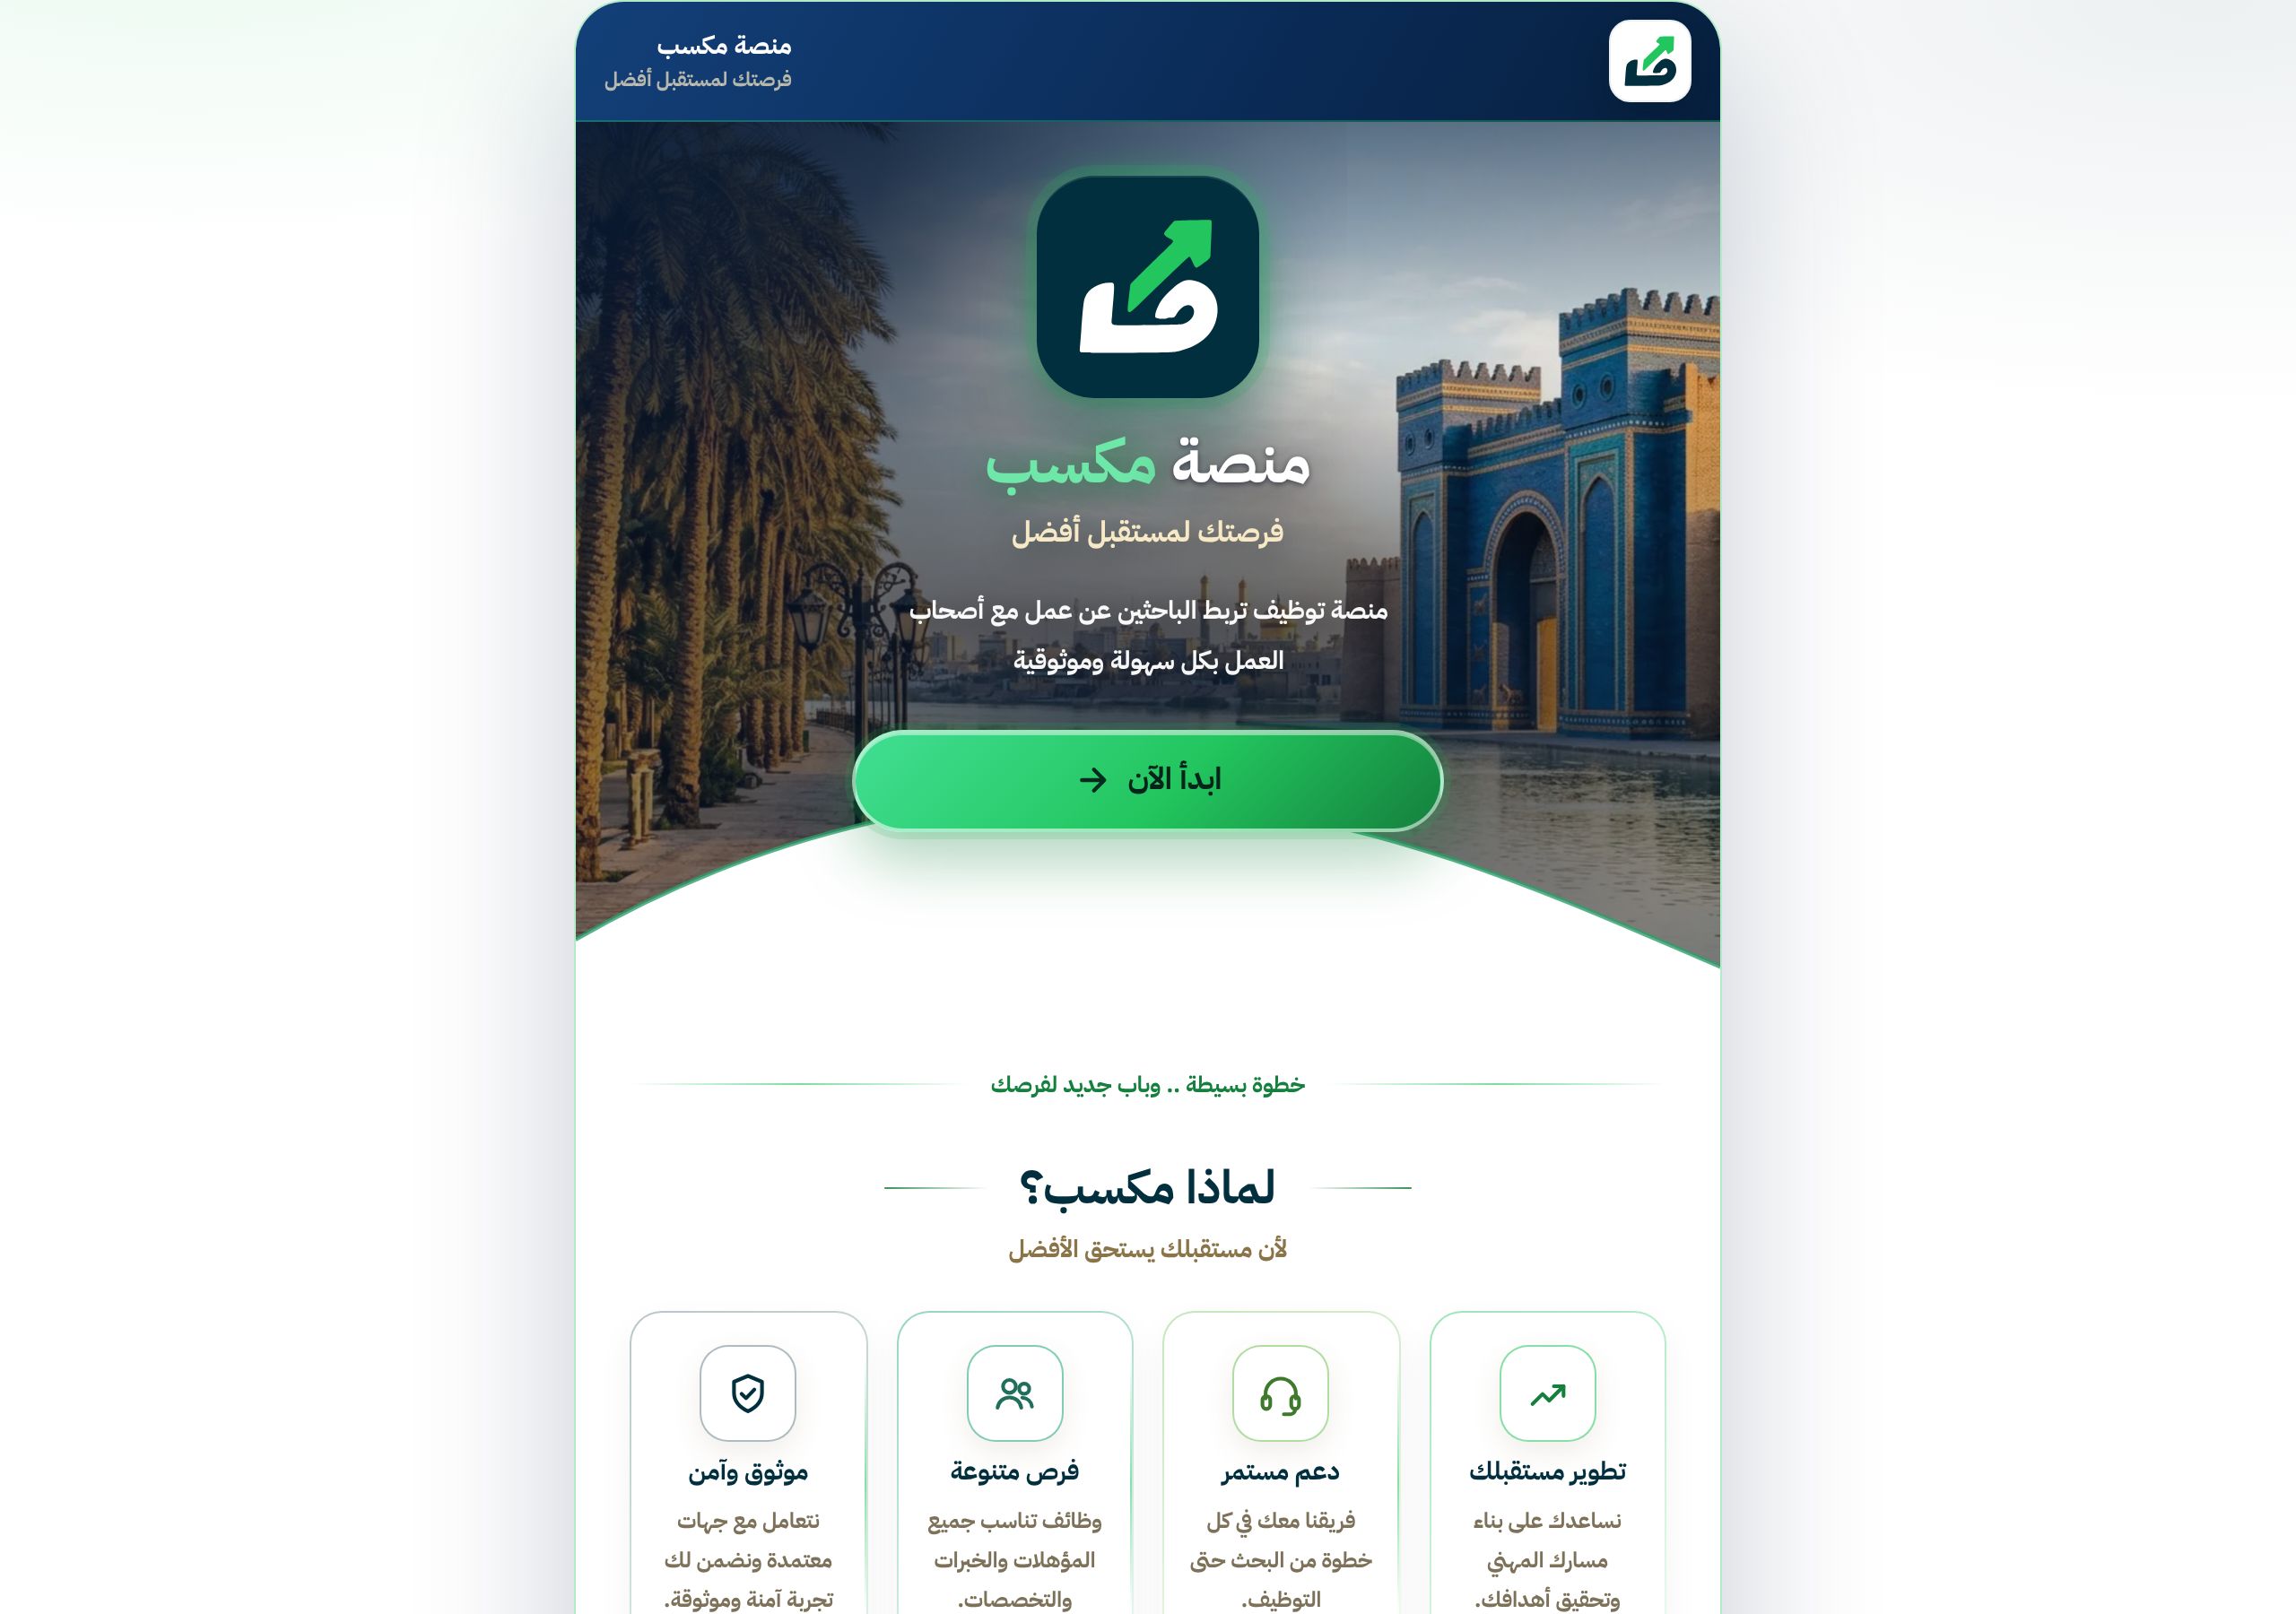 منصة مكسب
فرصتك لمستقبل أفضل
منصة مكسب
فرصتك لمستقبل أفضل
منصة توظيف تربط الباحثين عن عمل مع أصحاب
العمل بكل سهولة وموثوقية
ابدأ الآن
خطوة بسيطة .. وباب جديد لفرصك
لماذا مكسب؟
لأن مستقبلك يستحق الأفضل
تطوير مستقبلك
نساعدك على بناء
مسارك المهني
وتحقيق أهدافك.
دعم مستمر
فريقنا معك في كل
خطوة من البحث حتى
التوظيف.
فرص متنوعة
وظائف تناسب جميع
المؤهلات والخبرات
والتخصصات.
موثوق وآمن
نتعامل مع جهات
معتمدة ونضمن لك
تجربة آمنة وموثوقة.